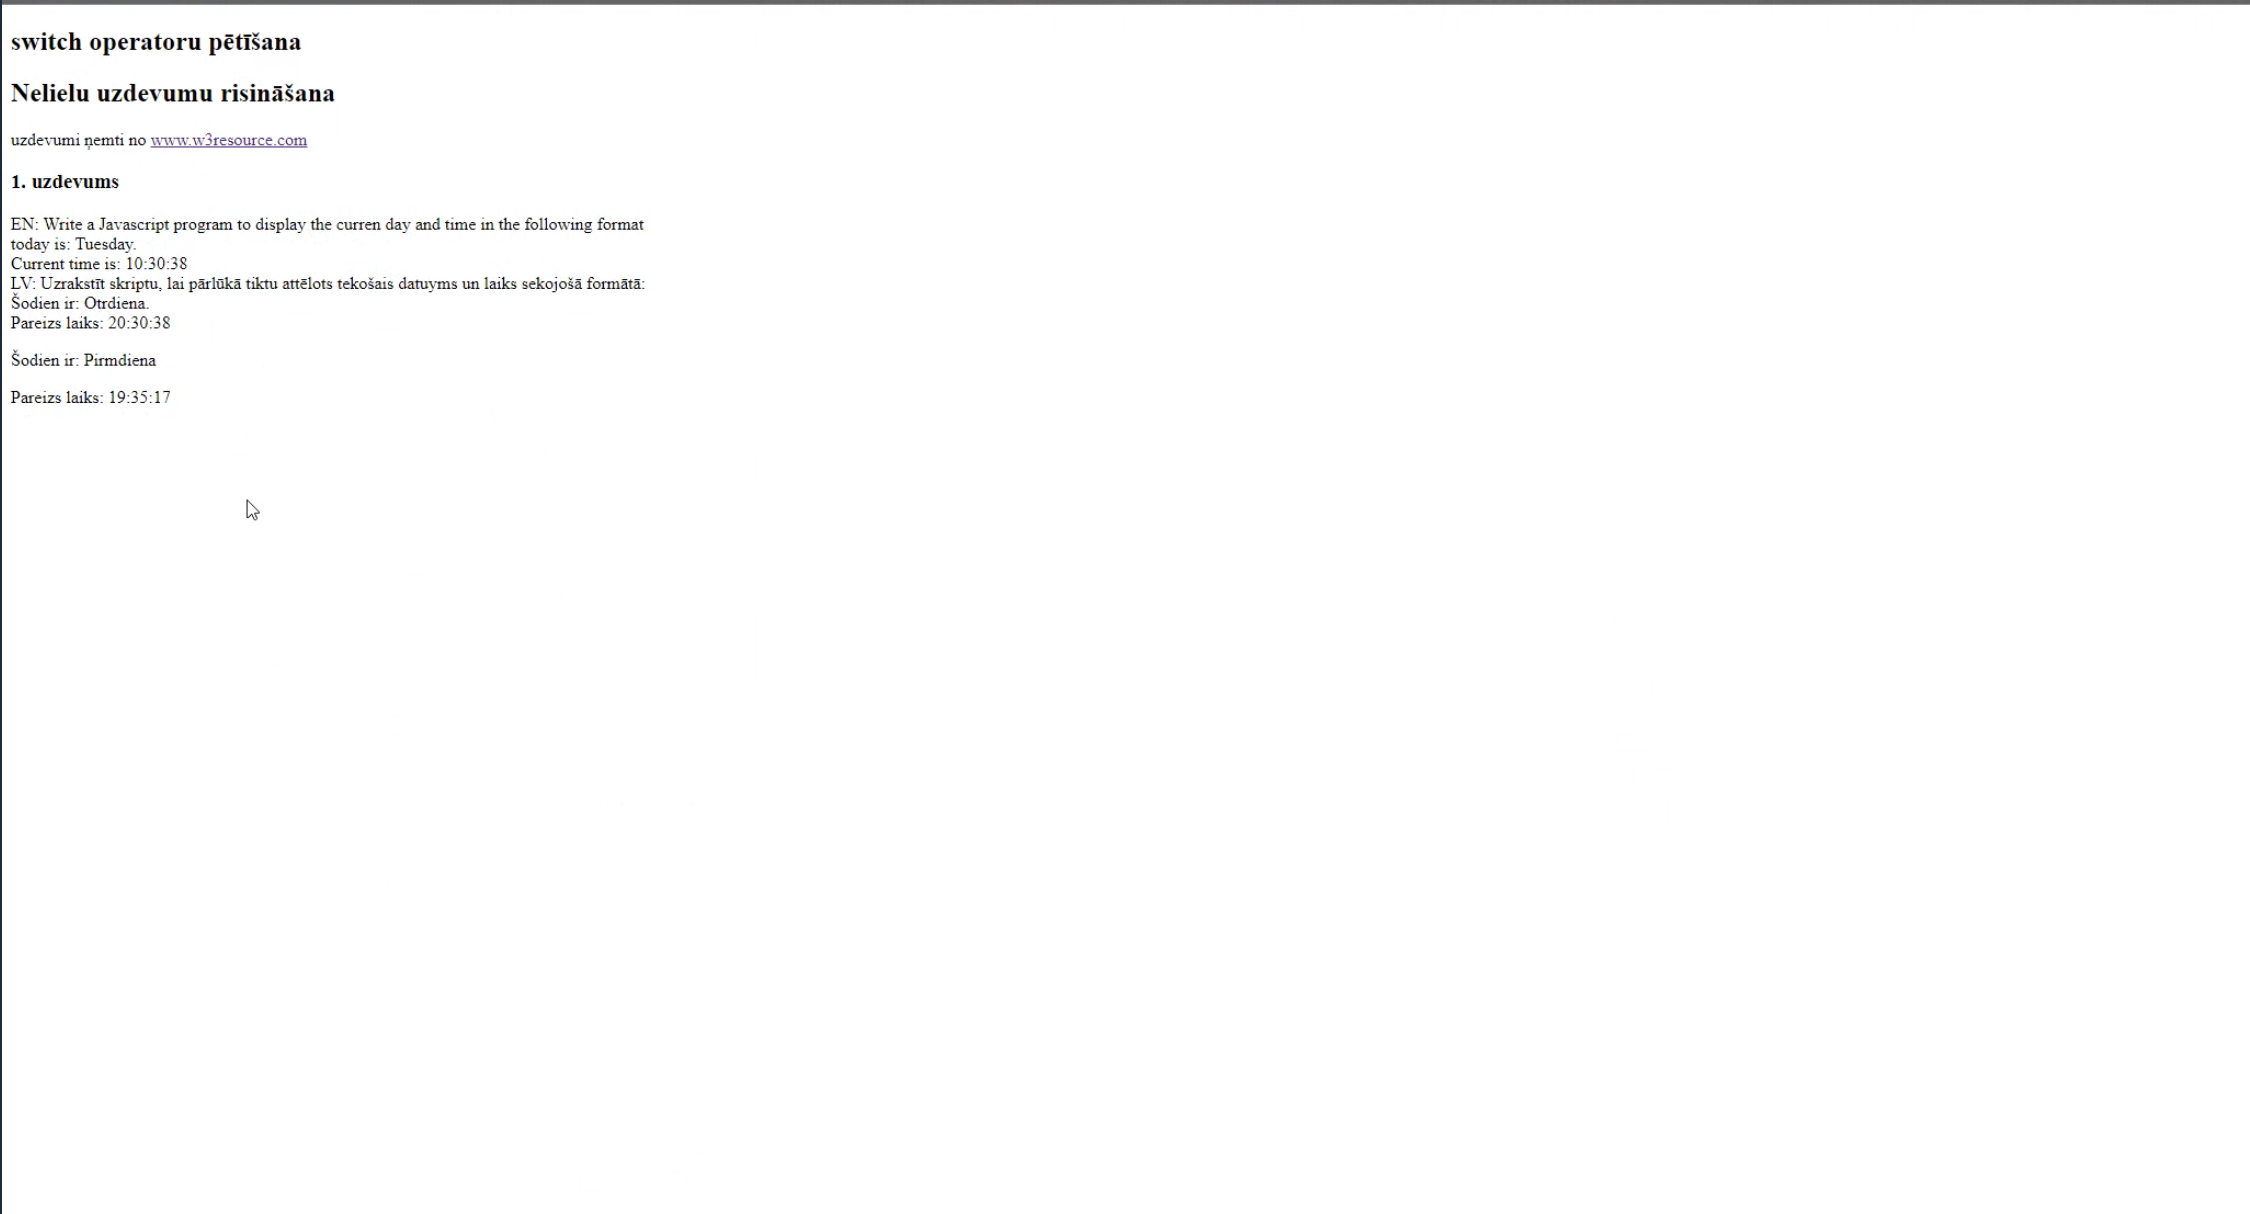 switch operatoru pētīšana
Nelielu uzdevumu risināšana
uzdevumi ņemti no www.w3resource.com
1. uzdevums
EN: Write a Javascript program to display the curren day and time in the following format
today is: Tuesday.
Current time is: 10:30:38
LV: Uzrakstīt skriptu, lai pārlūkā tiktu attēlots tekošais datuyms un laiks sekojošā formātā:
Šodien ir: Otrdiena.
Pareizs laiks: 20:30:38
Šodien ir: Pirmdiena
Pareizs laiks: 19:35:17